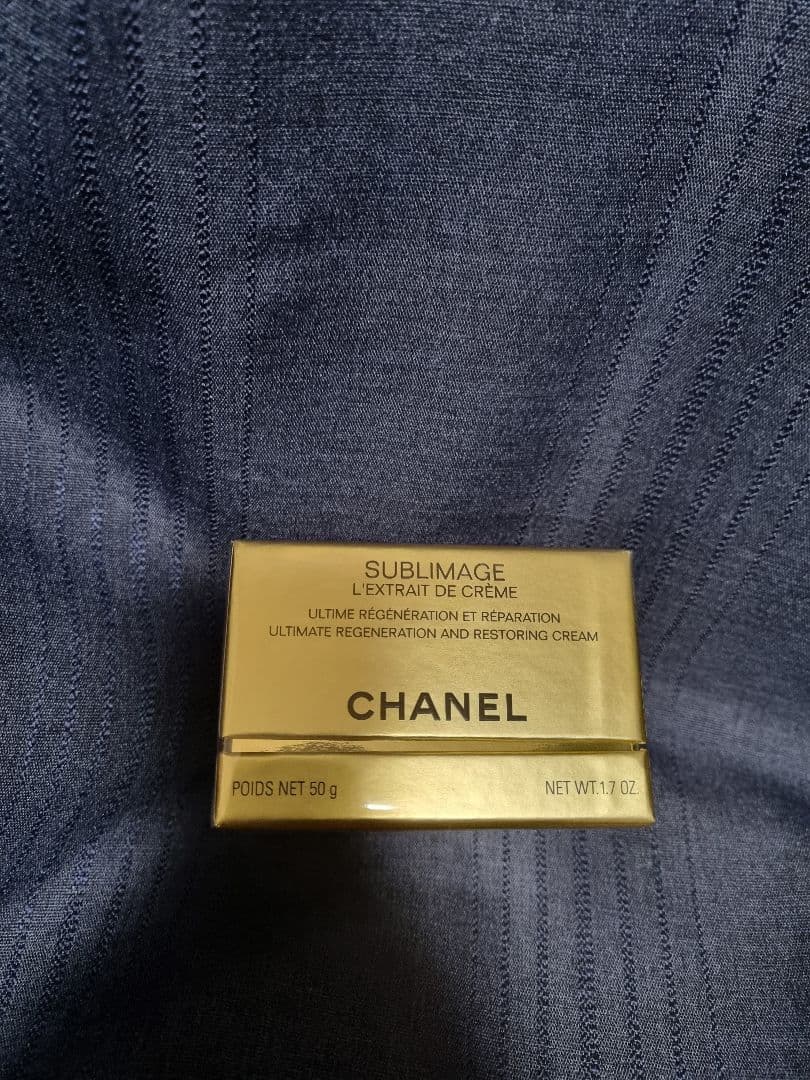 SUBLIMAGE
L'EXTRAIT DE CRÈME
ULTIME RÉGÉNÉRATION ET RÉPARATION
ULTIMATE REGENERATION AND RESTORING CREAM
CHANEL
POIDS NET 50 g NET WT.1.7 OZ.